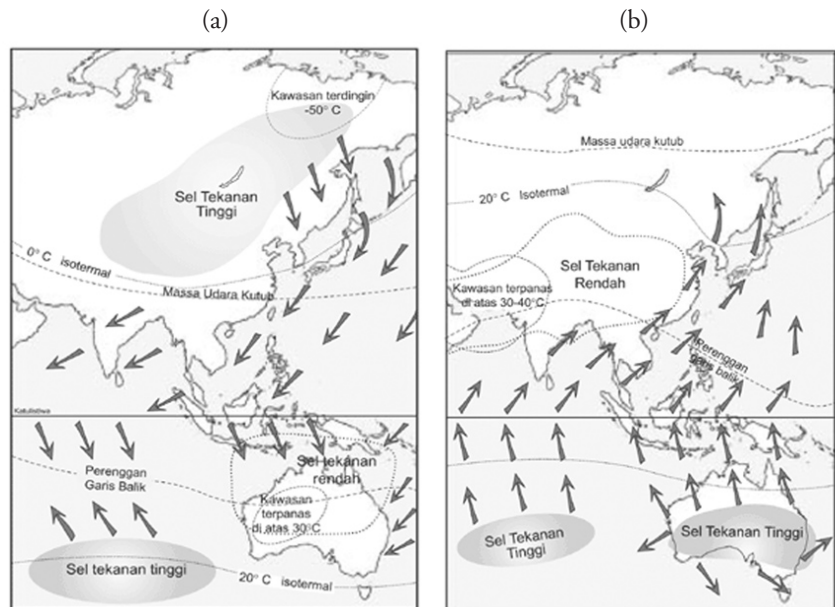 (a)
Kawasan terdingin
-50° C
Sel Tekanan
Tinggi
0° C isotermal
Massa Udara Kutub
Katulistiwa
Perenggan
Garis Balik
Sel tekanan
rendah
Kawasan
terpanas
di atas 30°C
Sel tekanan tinggi
20° C isotermal
(b)
Massa udara kutub
20° C Isotermal
Sel Tekanan
Rendah
Kawasan terpanas
di atas 30-40°C
Perenggan
garis balik
Sel Tekanan
Tinggi
Sel Tekanan Tinggi